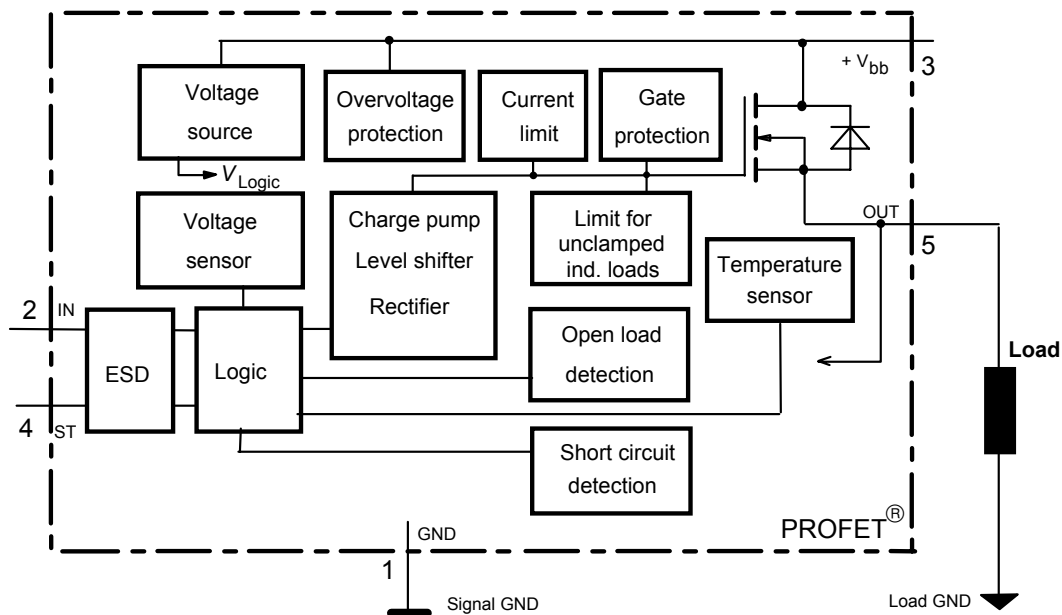 3
+ Vbb
Voltage
source
Overvoltage
protection
Current
limit
Gate
protection
VLogic
Voltage
sensor
Charge pump
Level shifter
Rectifier
Limit for
unclamped
ind. loads
OUT
5
Temperature
sensor
2
IN
ESD
Logic
Open load
detection
Load
4
ST
Short circuit
detection
PROFET®
GND
1
Signal GND
Load GND